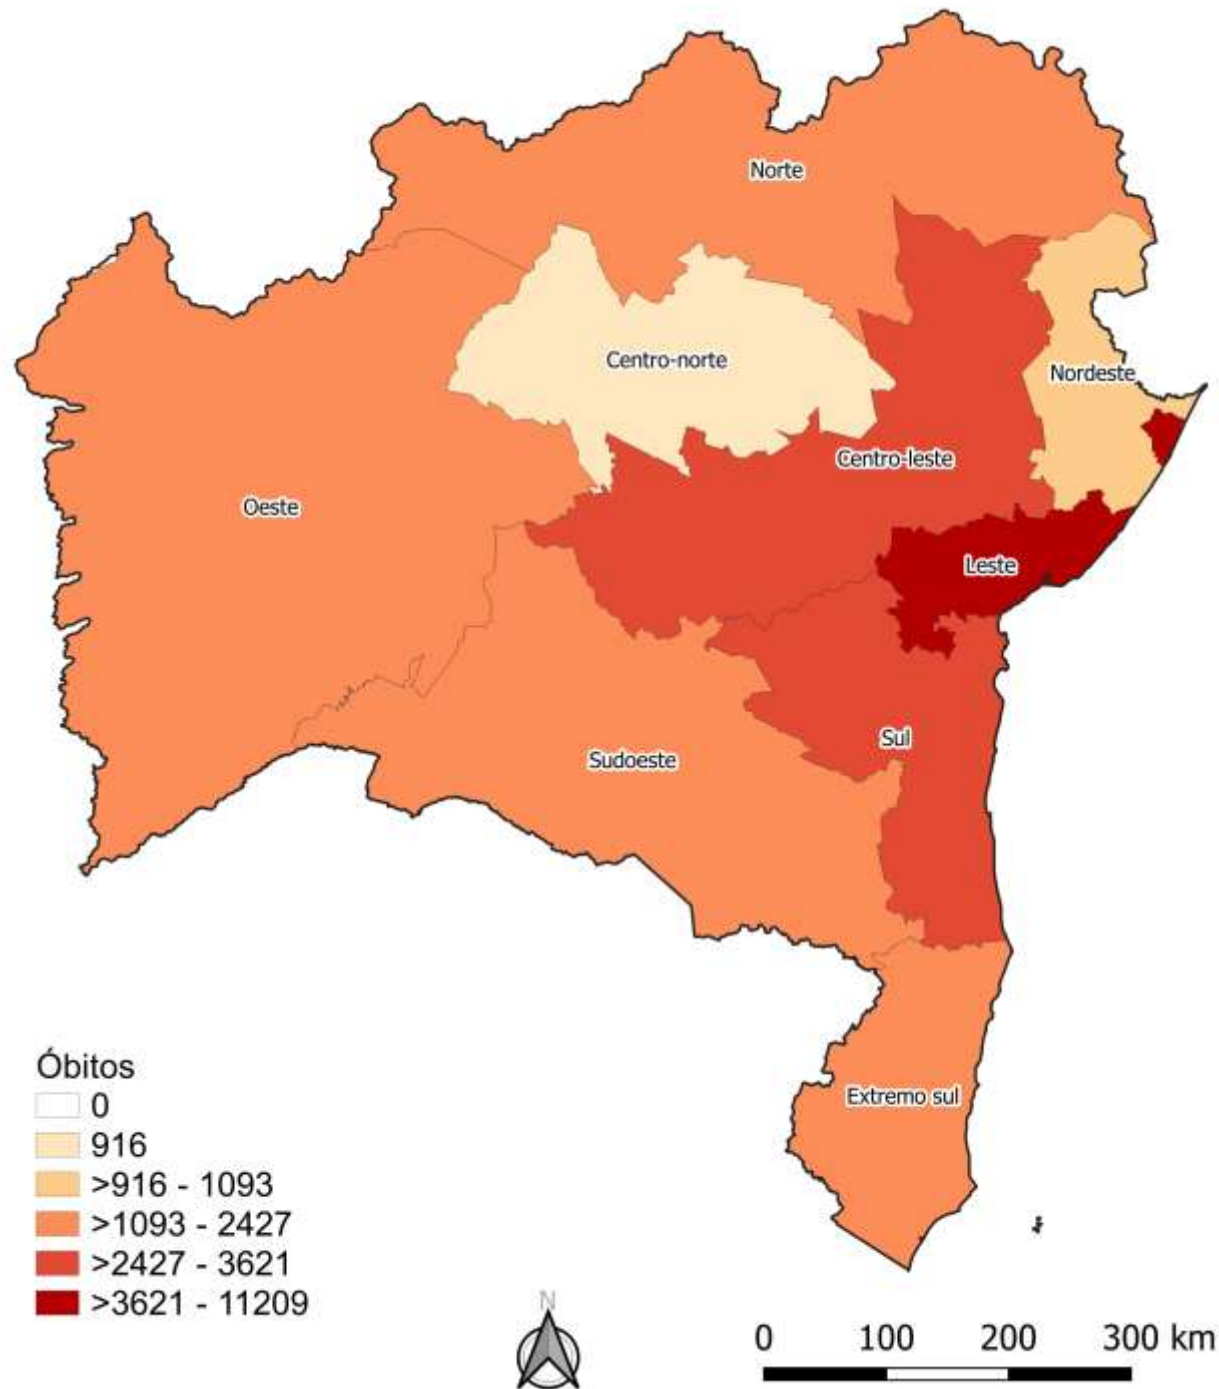 Norte
Centro-norte
Nordeste
Centro-leste
Oeste
Leste
Sul
Sudoeste
Extremo sul
Óbitos
0
916
>916 - 1093
>1093 - 2427
>2427 - 3621
>3621 - 11209
N
0 100 200 300 km